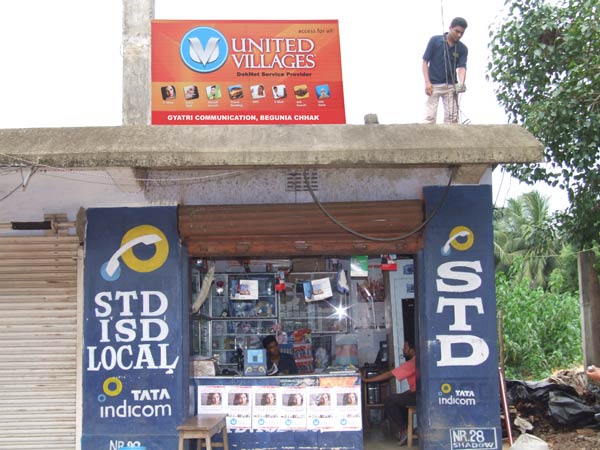 access for all
UNITED
VILLAGES
DakNet Service Provider
GYATRI COMMUNICATION, BEGUNIA CHHAK
STD
ISD
LOCAL
TATA
indicom
STD
TATA
indicom
NR.28
SHADOW